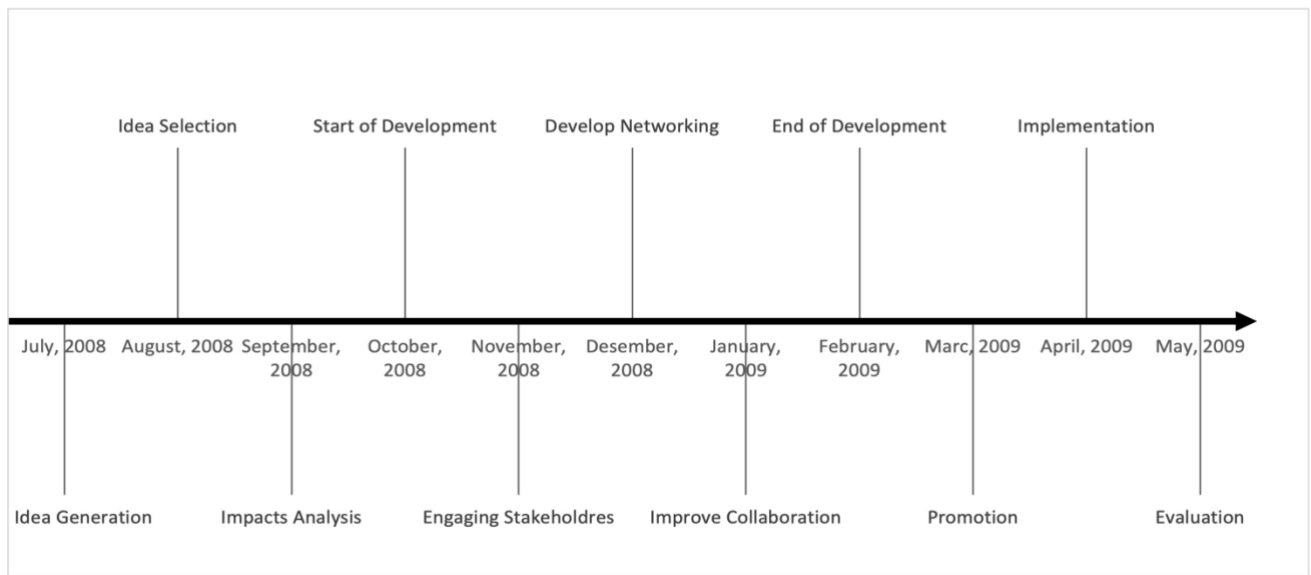 Idea Selection
Start of Development
Develop Networking
End of Development
Implementation
July, 2008
August, 2008
September,
2008
October,
2008
November,
2008
Desember,
2008
January,
2009
February,
2009
Marc, 2009
April, 2009
May, 2009
Idea Generation
Impacts Analysis
Engaging Stakeholdres
Improve Collaboration
Promotion
Evaluation